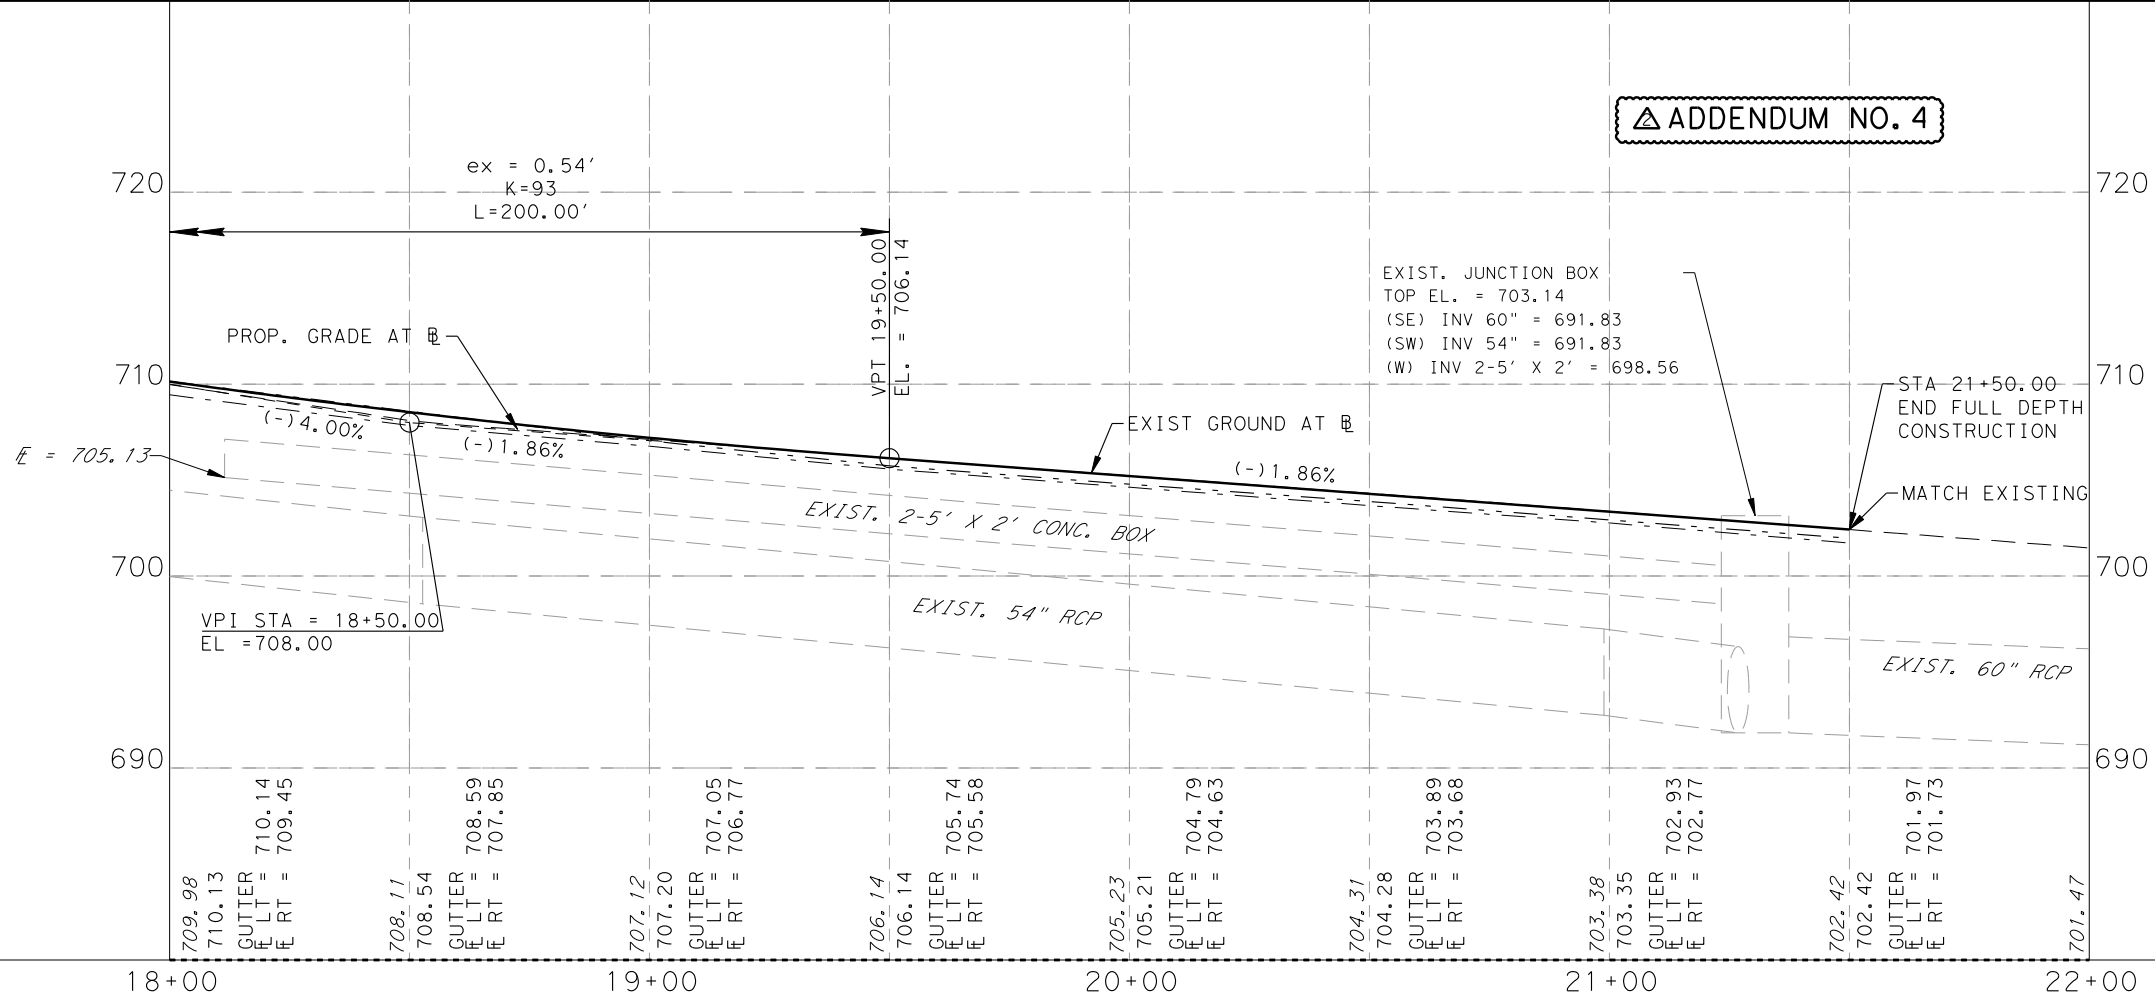 2 ADDENDUM NO. 4
ex = 0.54'
K=93
L=200.00'
720
720
VPT 19+50.00
EL. = 706.14
EXIST. JUNCTION BOX
TOP EL. = 703.14
(SE) INV 60" = 691.83
(SW) INV 54" = 691.83
(W) INV 2-5' X 2' = 698.56
PROP. GRADE AT ℄
710
710
STA 21+50.00
END FULL DEPTH
CONSTRUCTION
(-)4.00%
(-)1.86%
EXIST GROUND AT ℄
(-)1.86%
FL = 705.13
MATCH EXISTING
EXIST. 2-5' X 2' CONC. BOX
700
700
EXIST. 54" RCP
VPI STA = 18+50.00
EL =708.00
EXIST. 60" RCP
690
690
709.98
710.13
GUTTER
FL LT = 710.14
FL RT = 709.45
708.11
708.54
GUTTER
FL LT = 708.59
FL RT = 707.85
707.12
707.20
GUTTER
FL LT = 707.05
FL RT = 706.77
706.14
706.14
GUTTER
FL LT = 705.74
FL RT = 705.58
705.23
705.21
GUTTER
FL LT = 704.79
FL RT = 704.63
704.31
704.28
GUTTER
FL LT = 703.89
FL RT = 703.68
703.38
703.35
GUTTER
FL LT = 702.93
FL RT = 702.77
702.42
702.42
GUTTER
FL LT = 701.97
FL RT = 701.73
701.47
18+00
19+00
20+00
21+00
22+00